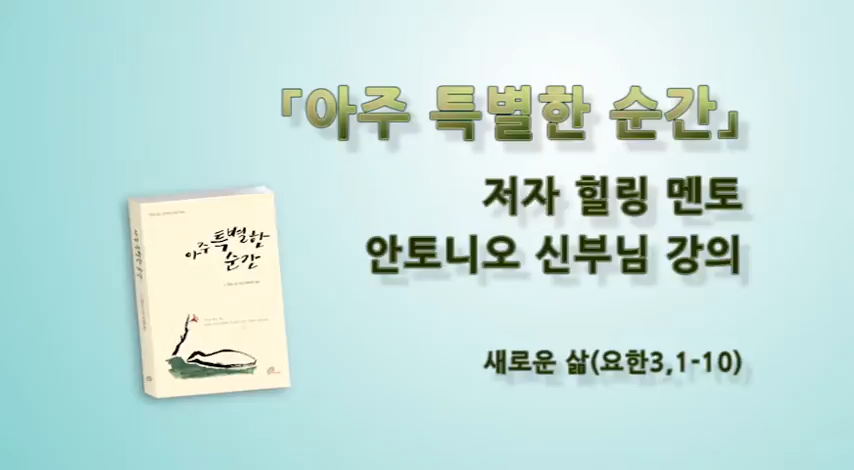 「아주 특별한 순간」
저자 힐링 멘토
안토니오 신부님 강의
새로운 삶(요한3,1-10)
아주 특별한
순간